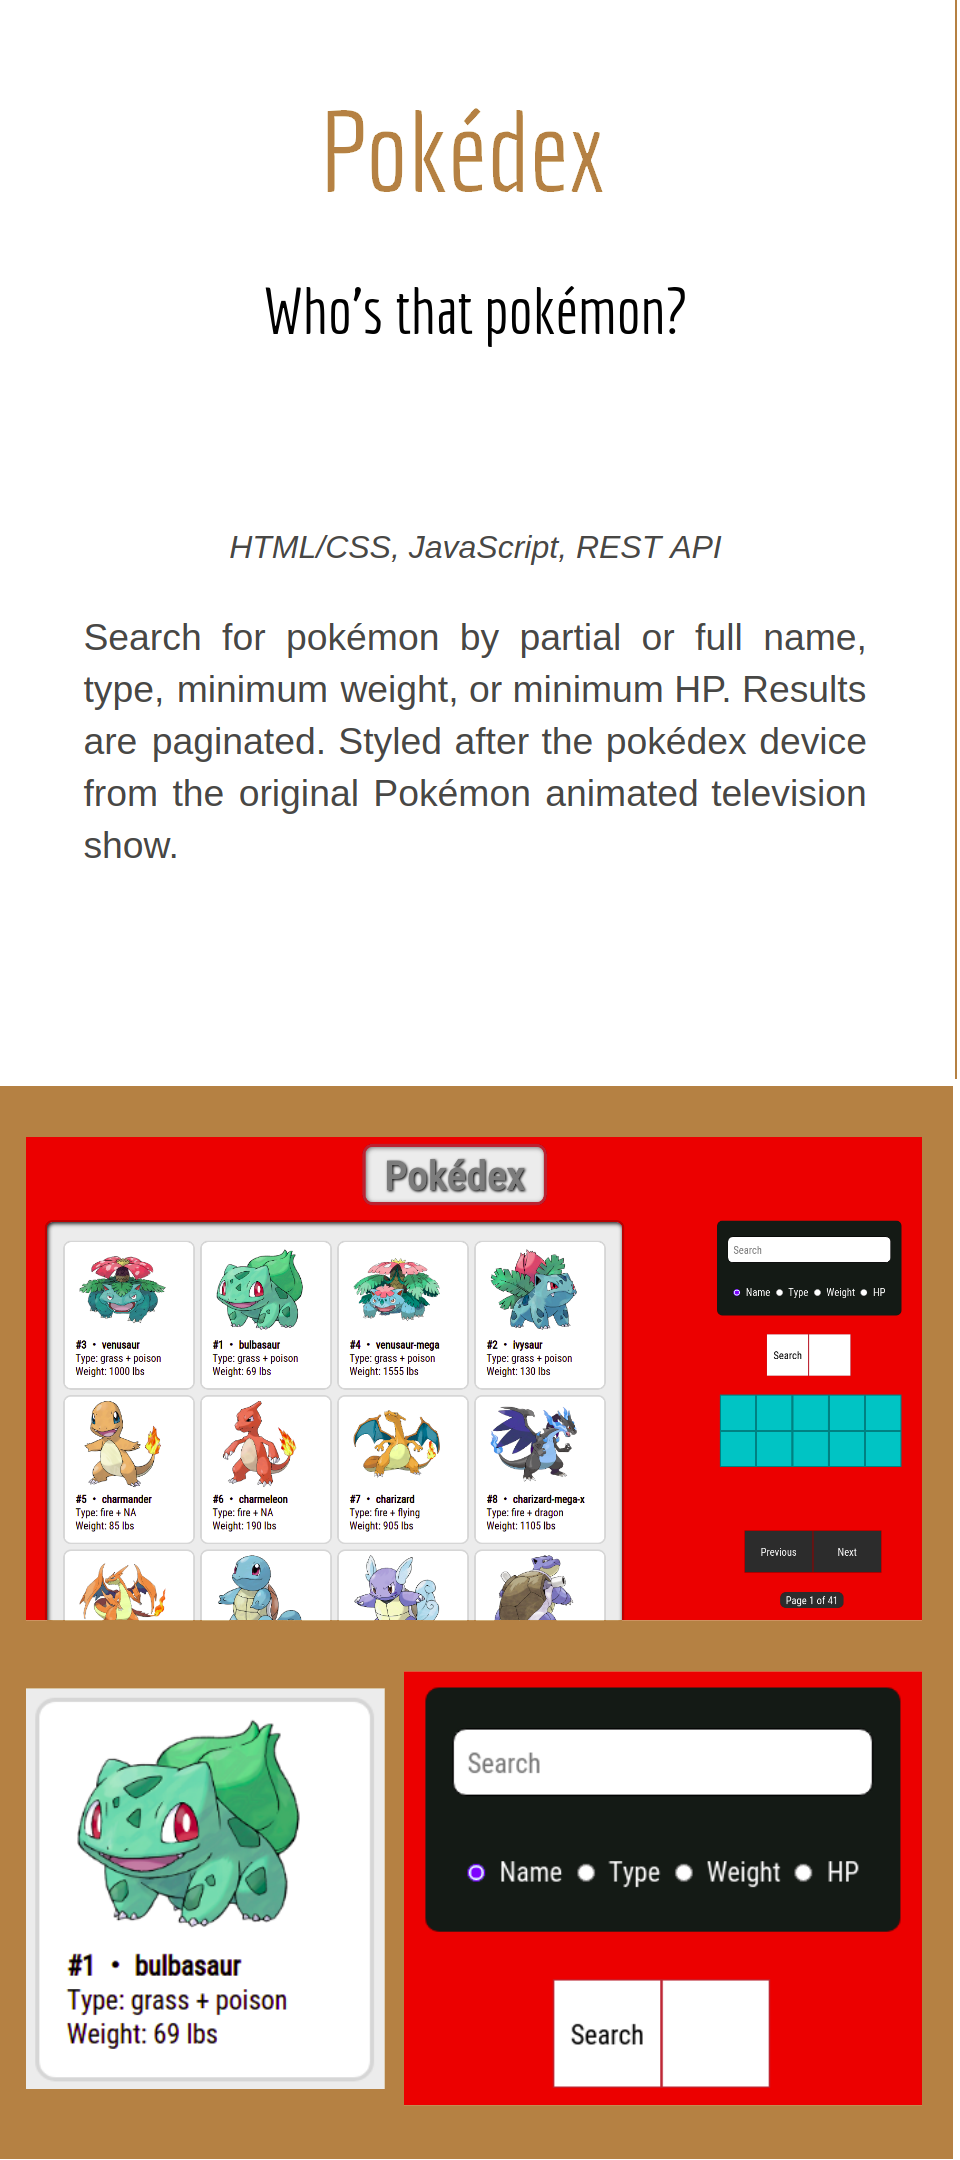 Pokédex
Who's that pokémon?
HTML/CSS, JavaScript, REST API
Search for pokémon by partial or full name,
type, minimum weight, or minimum HP. Results
are paginated. Styled after the pokédex device
from the original Pokémon animated television
show.
Pokédex
#3 • venusaur
Type: grass + poison
Weight: 1000 lbs
#1 • bulbasaur
Type: grass + poison
Weight: 69 lbs
#4 • venusaur-mega
Type: grass + poison
Weight: 1555 lbs
#2 • ivysaur
Type: grass + poison
Weight: 130 lbs
#5 • charmander
Type: fire + NA
Weight: 85 lbs
#6 • charmeleon
Type: fire + NA
Weight: 190 lbs
#7 • charizard
Type: fire + flying
Weight: 905 lbs
#8 • charizard-mega-x
Type: fire + dragon
Weight: 1105 lbs
Search
Name Type Weight HP
Search
Previous Next
Page 1 of 41
#1 • bulbasaur
Type: grass + poison
Weight: 69 lbs
Search
Name Type Weight HP
Search